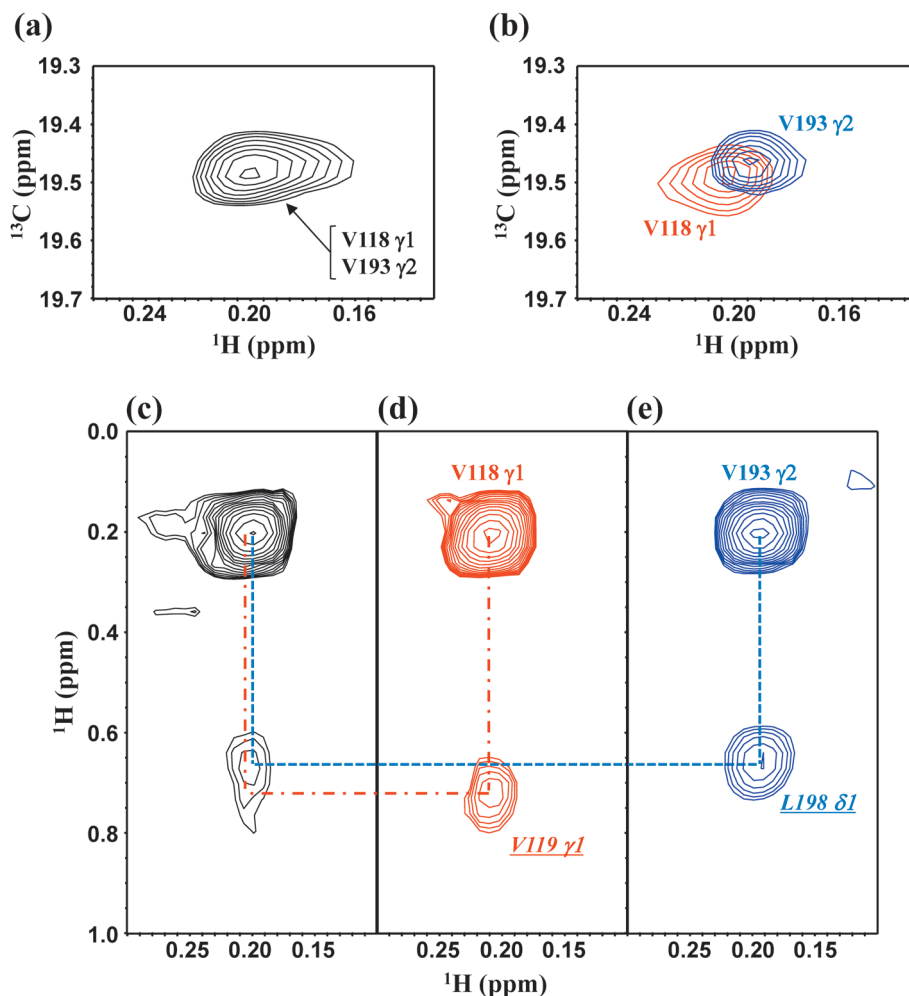 (a)
19.3
19.4
19.5
19.6
19.7
¹³C (ppm)
V118 γ1
V193 γ2
0.24 0.20 0.16
¹H (ppm)
(b)
19.3
19.4
19.5
19.6
19.7
¹³C (ppm)
V193 γ2
V118 γ1
0.24 0.20 0.16
¹H (ppm)
(c) (d) (e)
0.0
0.2
0.4
0.6
0.8
1.0
¹H (ppm)
V118 γ1
V193 γ2
V119 γ1
L198 δ1
0.25 0.20 0.15 0.25 0.20 0.15 0.25 0.20 0.15
¹H (ppm)